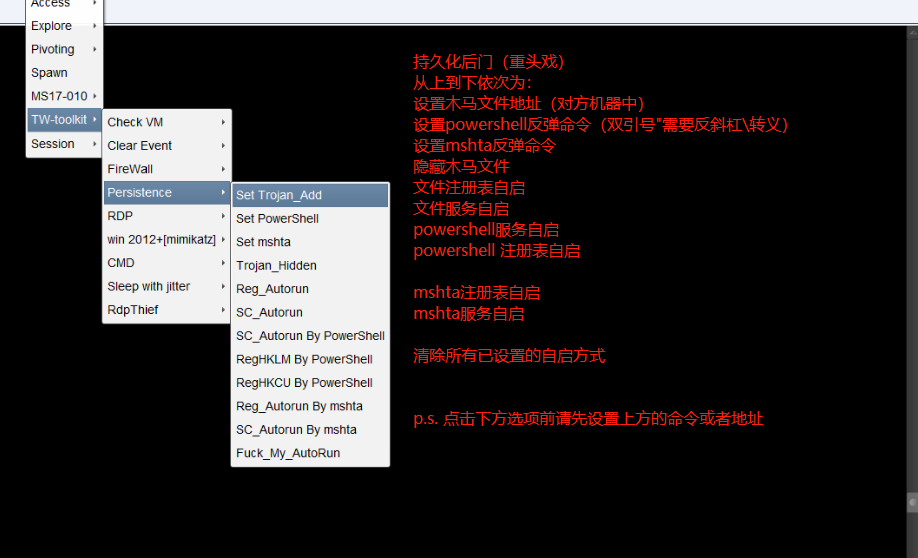 Access
Explore
Pivoting
Spawn
MS17-010
TW-toolkit
Session
Check VM
Clear Event
FireWall
Persistence
RDP
win 2012+[mimikatz]
CMD
Sleep with jitter
RdpThief
Set Trojan_Add
Set PowerShell
Set mshta
Trojan_Hidden
Reg_Autorun
SC_Autorun
SC_Autorun By PowerShell
RegHKLM By PowerShell
RegHKCU By PowerShell
Reg_Autorun By mshta
SC_Autorun By mshta
Fuck_My_AutoRun
持久化后门（重头戏）
从上到下依次为：
设置木马文件地址（对方机器中）
设置powershell反弹命令（双引号"需要反斜杠\转义）
设置mshta反弹命令
隐藏木马文件
文件注册表自启
文件服务自启
powershell服务自启
powershell 注册表自启
mshta注册表自启
mshta服务自启
清除所有已设置的自启方式
p.s. 点击下方选项前请先设置上方的命令或者地址